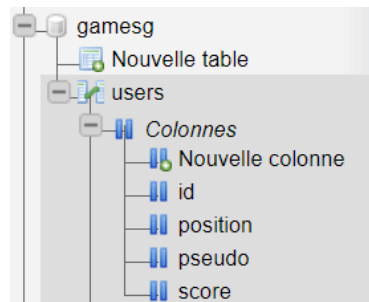 gamesg
Nouvelle table
users
Colonnes
Nouvelle colonne
id
position
pseudo
score